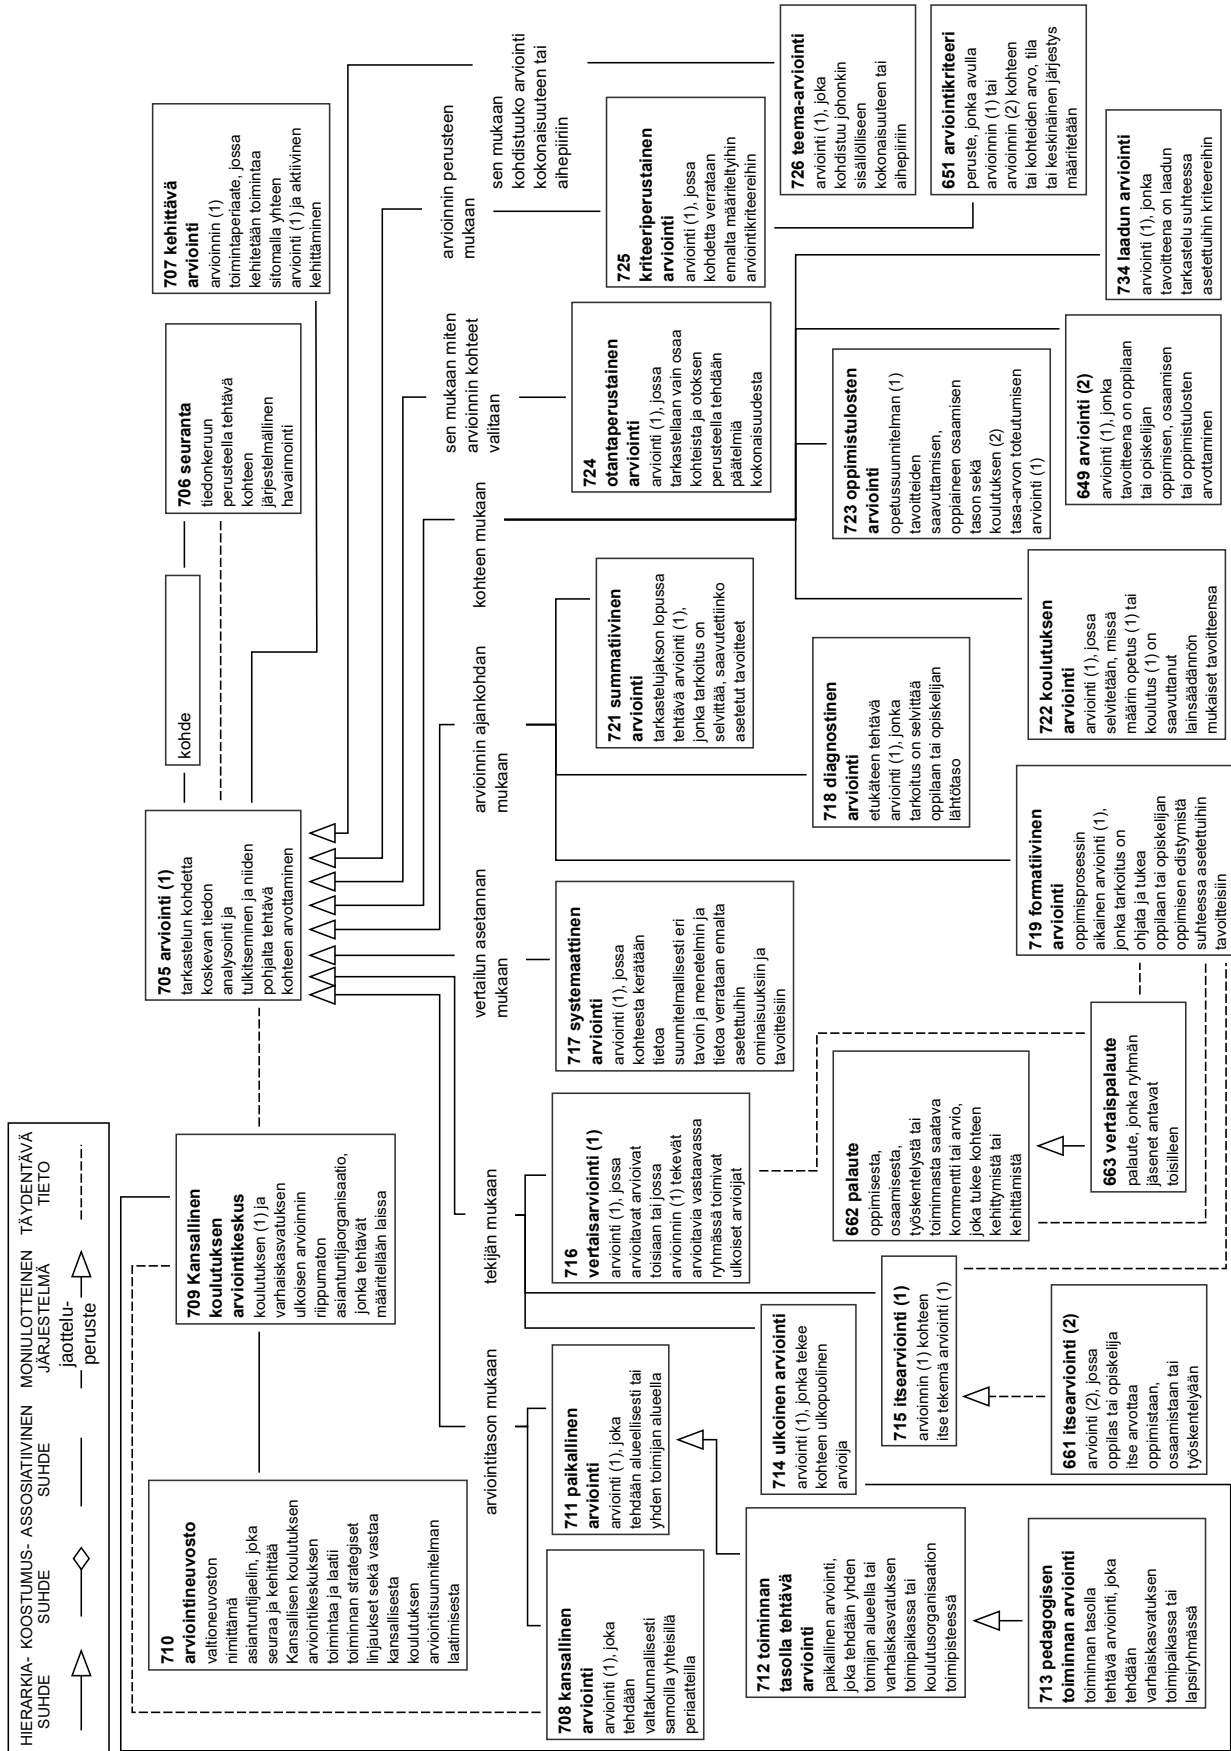 HIERARKIA- KOOSTUMUS- ASSOSIATIIVINEN MONIULOTTEINEN TÄYDENTÄVÄ
SUHDE SUHDE SUHDE JÄRJESTELMÄ TIETO
jaottelu-
peruste
710
arviointineuvosto
valtioneuvoston
nimittämä
asiantuntijaelin, joka
seuraa ja kehittää
Kansallisen koulutuksen
arviointikeskuksen
toimintaa ja laatii
toiminnan strategiset
linjaukset sekä vastaa
kansallisesta
koulutuksen
arviointisuunnitelman
laatimisesta
709 Kansallinen
koulutuksen
arviointikeskus
koulutuksen (1) ja
varhaiskasvatuksen
ulkoisen arvioinnin
riippumaton
asiantuntijaorganisaatio,
jonka tehtävät
määritellään laissa
705 arviointi (1)
tarkastelun kohdetta
koskevan tiedon
analysointi ja
tulkitseminen ja niiden
pohjalta tehtävä
kohteen arvottaminen
kohde
706 seuranta
tiedonkeruun
perusteella tehtävä
kohteen
järjestelmällinen
havainnointi
707 kehittävä
arviointi
arvioinnin (1)
toimintaperiaate, jossa
kehitetään toimintaa
sitomalla yhteen
arviointi (1) ja aktiivinen
kehittäminen
arviointitason mukaan
tekijän mukaan
vertailun asetannan
mukaan
arvioinnin ajankohdan
mukaan
kohteen mukaan
sen mukaan miten
arvioinnin kohteet
valitaan
arvioinnin perusteen
mukaan
sen mukaan
kohdistuuko arviointi
kokonaisuuteen tai
aihepiiriin
708 kansallinen
arviointi
arviointi (1), joka
tehdään
valtakunnallisesti
samoilla yhteisillä
periaatteilla
711 paikallinen
arviointi
arviointi (1), joka
tehdään alueellisesti tai
yhden toimijan alueella
716
vertaisarviointi (1)
arviointi (1), jossa
arvioitavat arvioivat
toisiaan tai jossa
arvioinnin (1) tekevät
arvioitavia vastaavassa
ryhmässä toimivat
ulkoiset arvioijat
717 systemaattinen
arviointi
arviointi (1), jossa
kohteesta kerätään
tietoa
suunnitelmallisesti eri
tavoin ja menetelmin ja
tietoa verrataan ennalta
asetettuihin
ominaisuuksiin ja
tavoitteisiin
721 summatiivinen
arviointi
tarkastelujakson lopussa
tehtävä arviointi (1),
jonka tarkoitus on
selvittää, saavutettiinko
asetetut tavoitteet
724
otantaperustainen
arviointi
arviointi (1), jossa
tarkastellaan vain osaa
kohteista ja otoksen
perusteella tehdään
päätelmiä
kokonaisuudesta
725
kriteeriperustainen
arviointi
arviointi (1), jossa
kohdetta verrataan
ennalta määriteltyihin
arviointikriteereihin
726 teema-arviointi
arviointi (1), joka
kohdistuu johonkin
sisällölliseen
kokonaisuuteen tai
aihepiiriin
712 toiminnan
tasolla tehtävä
arviointi
paikallinen arviointi,
joka tehdään yhden
toimijan alueella tai
varhaiskasvatuksen
toimipaikassa tai
koulutusorganisaation
toimipisteessä
714 ulkoinen arviointi
arviointi (1), jonka tekee
kohteen ulkopuolinen
arvioija
715 itsearviointi (1)
arvioinnin (1) kohteen
itse tekemä arviointi (1)
662 palaute
oppimisesta,
osaamisesta,
työskentelystä tai
toiminnasta saatava
kommentti tai arvio,
joka tukee kohteen
kehittymistä tai
kehittämistä
718 diagnostinen
arviointi
etukäteen tehtävä
arviointi (1), jonka
tarkoitus on selvittää
oppilaan tai opiskelijan
lähtötaso
723 oppimistulosten
arviointi
opetussuunnitelman (1)
tavoitteiden
saavuttamisen,
oppiaineen osaamisen
tason sekä
koulutuksen (2)
tasa-arvon toteutumisen
arviointi (1)
651 arviointikriteeri
peruste, jonka avulla
arvioinnin (1) tai
arvioinnin (2) kohteen
tai kohteiden arvo, tila
tai keskinäinen järjestys
määritetään
713 pedagogisen
toiminnan arviointi
toiminnan tasolla
tehtävä arviointi, joka
tehdään
varhaiskasvatuksen
toimipaikassa tai
lapsiryhmässä
661 itsearviointi (2)
arviointi (2), jossa
oppilas tai opiskelija
itse arvottaa
oppimistaan,
osaamistaan tai
työskentelyään
663 vertaispalaute
palaute, jonka ryhmän
jäsenet antavat
toisilleen
719 formatiivinen
arviointi
oppimisprosessin
aikainen arviointi (1),
jonka tarkoitus on
ohjata ja tukea
oppilaan tai opiskelijan
oppimisen edistymistä
suhteessa asetettuihin
tavoitteisiin
722 koulutuksen
arviointi
arviointi (1), jossa
selvitetään, missä
määrin opetus (1) tai
koulutus (1) on
saavuttanut
lainsäädännön
mukaiset tavoitteensa
649 arviointi (2)
arviointi (1), jonka
tavoitteena on oppilaan
tai opiskelijan
oppimisen, osaamisen
tai oppimistulosten
arvottaminen
734 laadun arviointi
arviointi (1), jonka
tavoitteena on laadun
tarkastelu suhteessa
asetettuihin kriteereihin